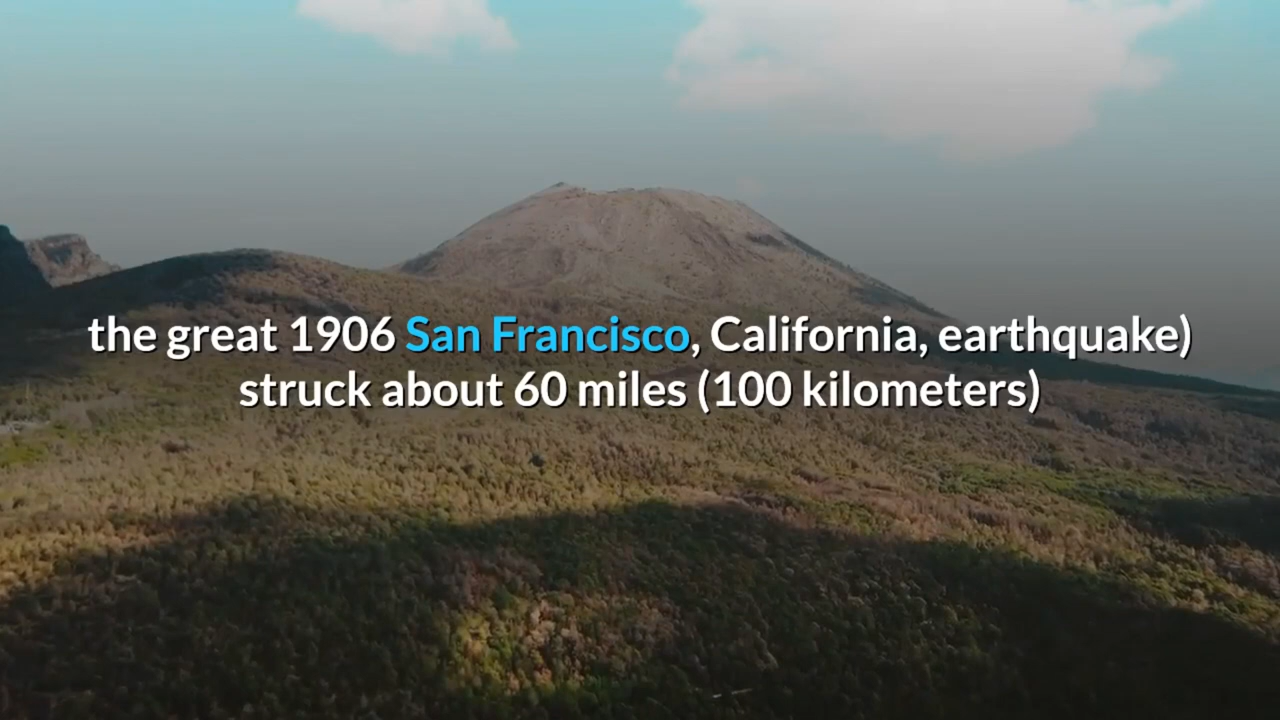 the great 1906 San Francisco, California, earthquake)
struck about 60 miles (100 kilometers)